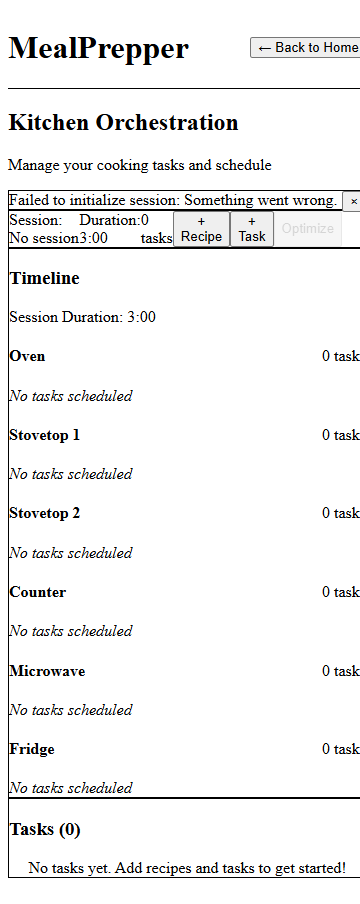 MealPrepper
← Back to Home
Kitchen Orchestration
Manage your cooking tasks and schedule
Failed to initialize session: Something went wrong. ×
Session: Duration: 0
No session 3:00 tasks
+ Recipe
+ Task
Optimize
Timeline
Session Duration: 3:00
Oven 0 task
No tasks scheduled
Stovetop 1 0 task
No tasks scheduled
Stovetop 2 0 task
No tasks scheduled
Counter 0 task
No tasks scheduled
Microwave 0 task
No tasks scheduled
Fridge 0 task
No tasks scheduled
Tasks (0)
No tasks yet. Add recipes and tasks to get started!